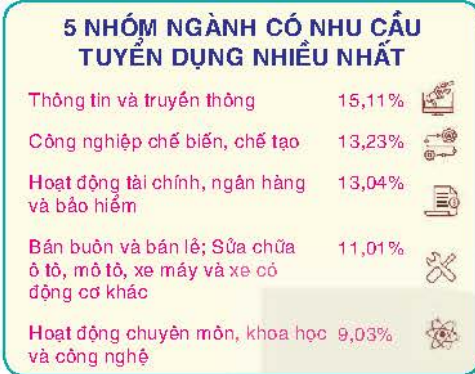 5 NHÓM NGÀNH CÓ NHU CẦU
TUYỂN DỤNG NHIỀU NHẤT
Thông tin và truyền thông 15,11%
Công nghiệp chế biến, chế tạo 13,23%
Hoạt động tài chính, ngân hàng 13,04%
và bảo hiểm
Bán buôn và bán lẻ; Sửa chữa 11,01%
ô tô, mô tô, xe máy và xe có
động cơ khác
Hoạt động chuyên môn, khoa học 9,03%
và công nghệ